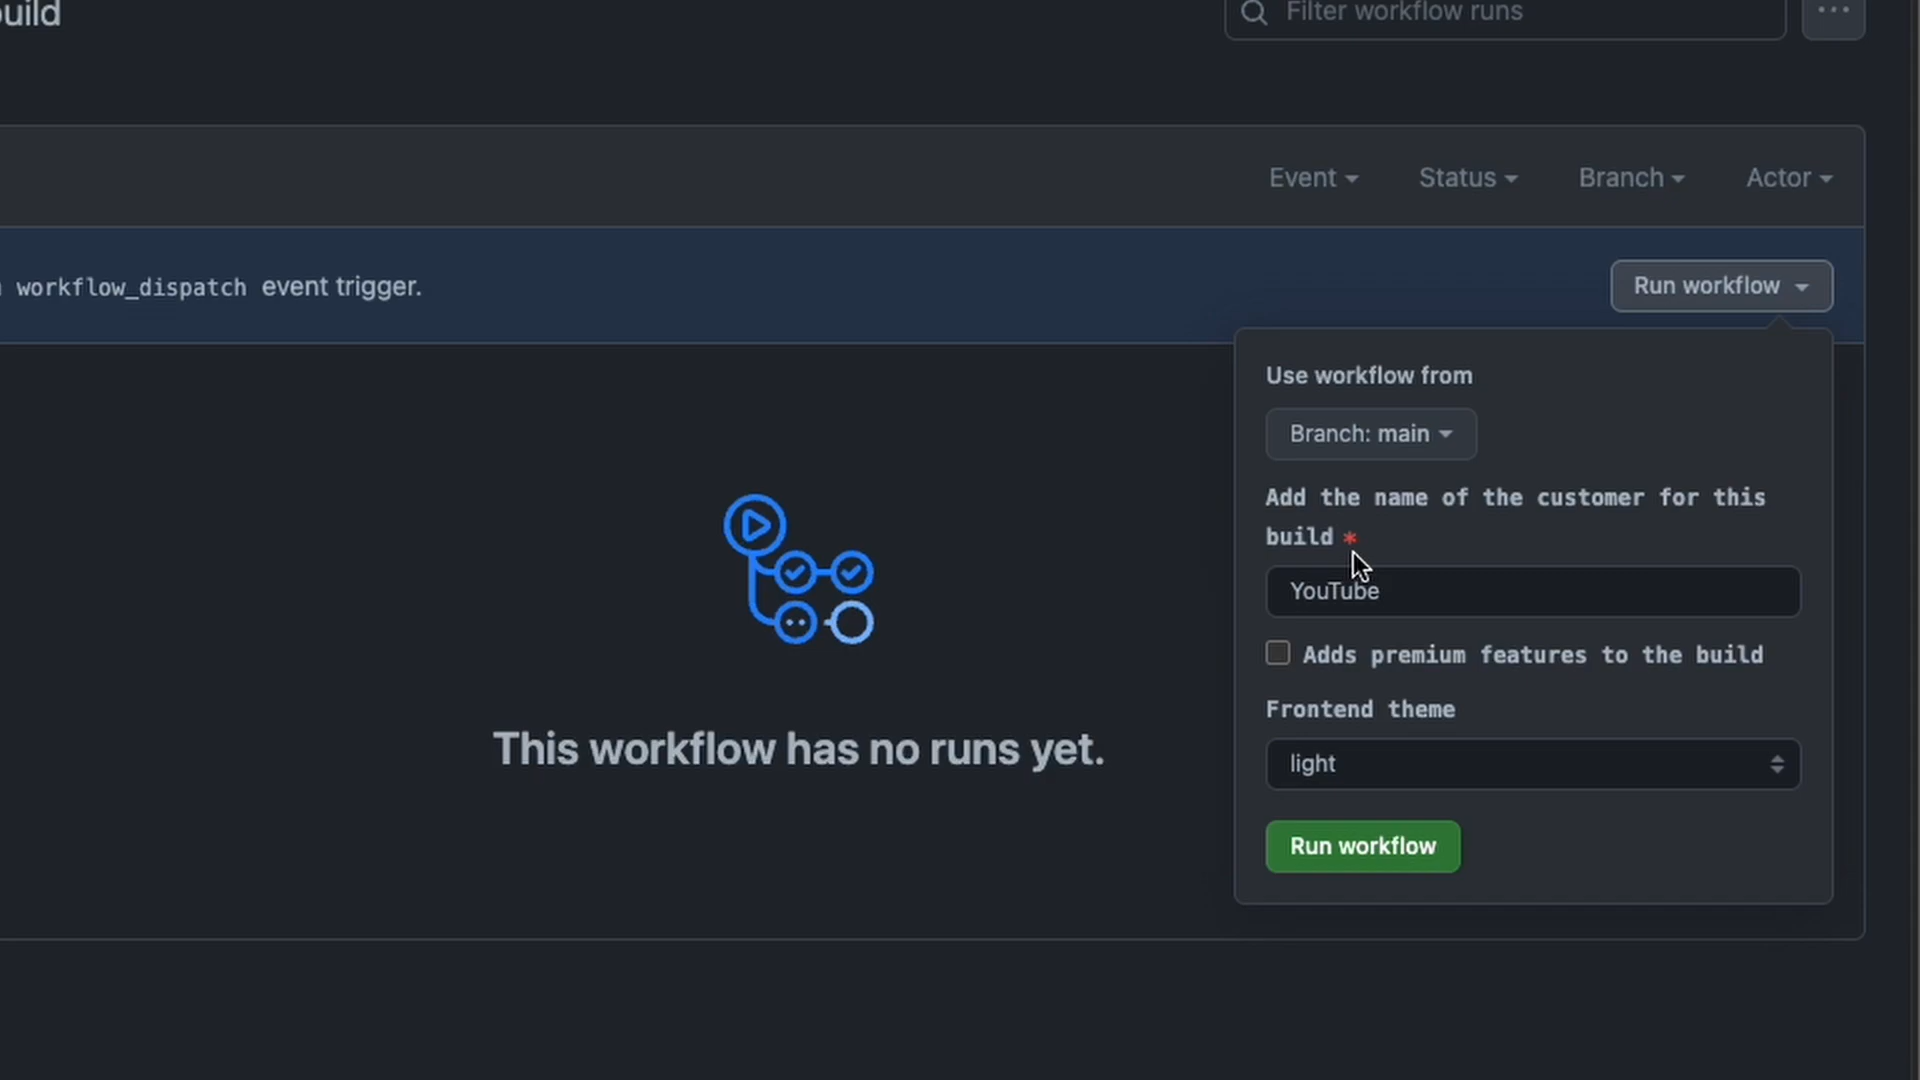 build
Filter workflow runs
Event
Status
Branch
Actor
workflow_dispatch event trigger.
Run workflow
Use workflow from
Branch: main
Add the name of the customer for this
build *
YouTube
Adds premium features to the build
Frontend theme
light
Run workflow
This workflow has no runs yet.